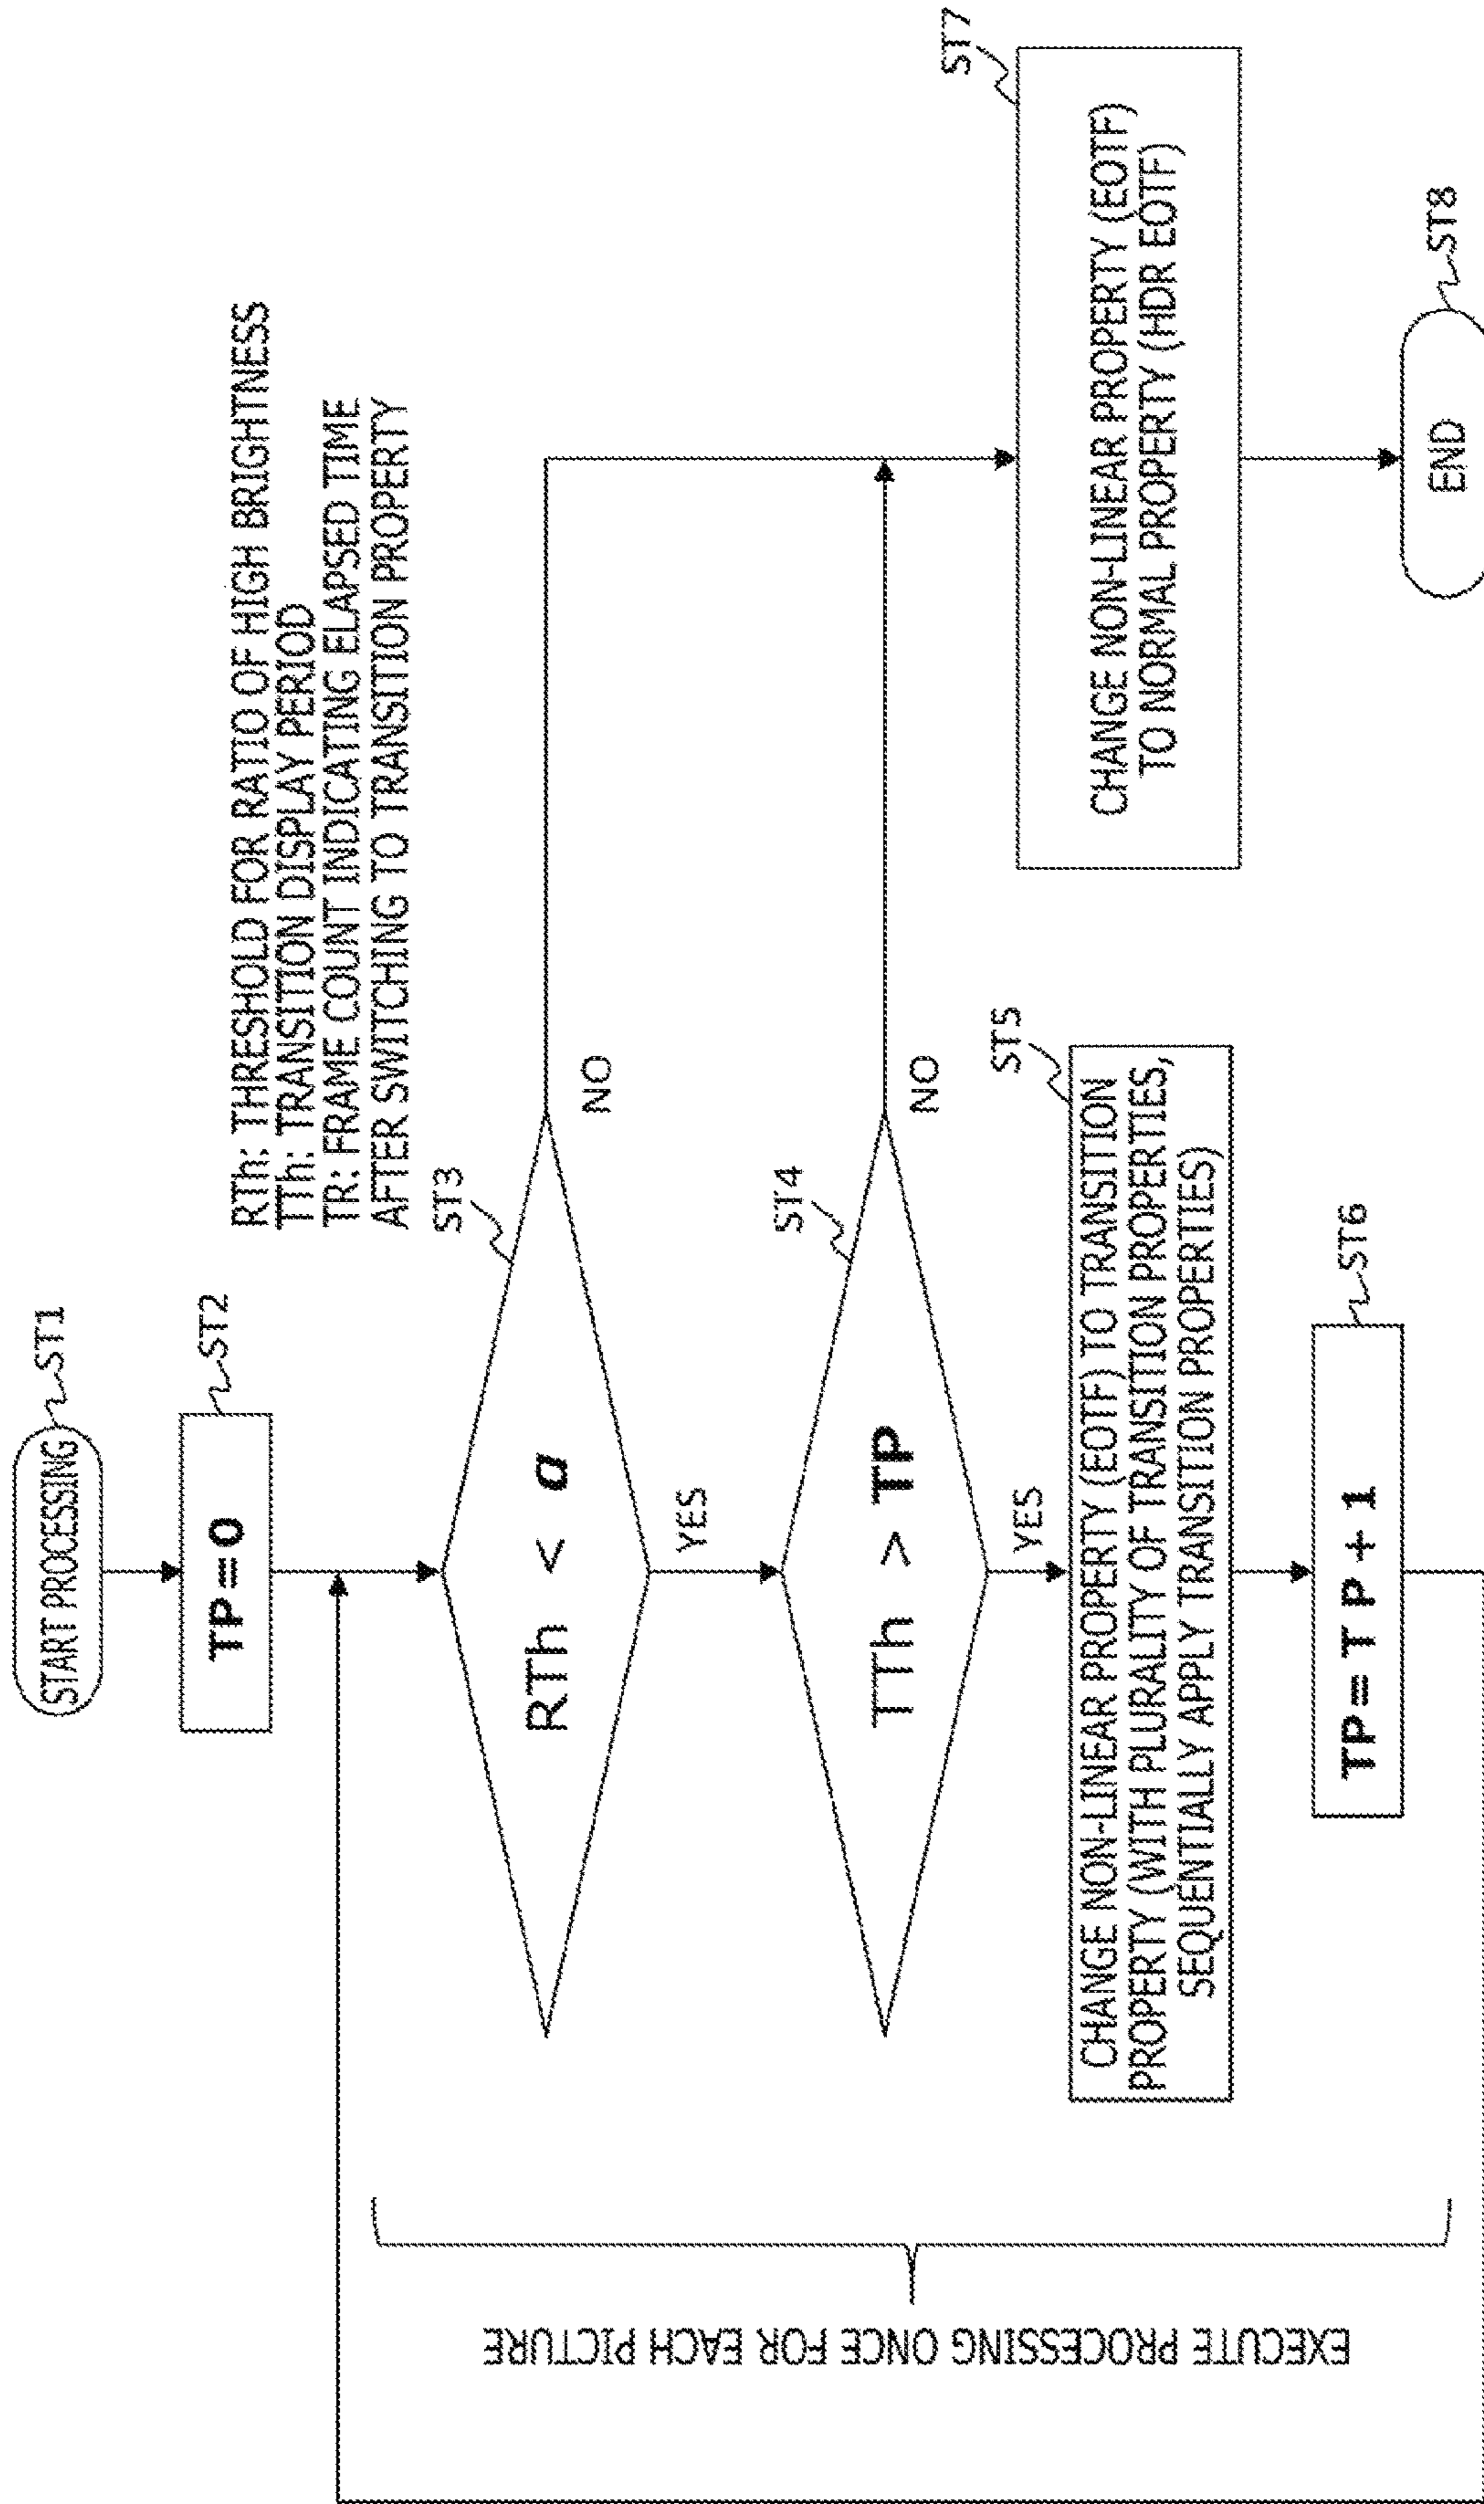 START PROCESSING
ST1
TP=0
ST2
RTh: THRESHOLD FOR RATIO OF HIGH BRIGHTNESS
TTh: TRANSITION DISPLAY PERIOD
TR: FRAME COUNT INDICATING ELAPSED TIME
AFTER SWITCHING TO TRANSITION PROPERTY
RTh < a
ST3
NO
YES
TTh > TP
ST4
NO
YES
CHANGE NON-LINEAR PROPERTY (EOTF) TO TRANSITION
PROPERTY (WITH PLURALITY OF TRANSITION PROPERTIES,
SEQUENTIALLY APPLY TRANSITION PROPERTIES)
ST5
TP= T P + 1
ST6
CHANGE NON-LINEAR PROPERTY (EOTF)
TO NORMAL PROPERTY (HDR EOTF)
ST7
END
ST8
EXECUTE PROCESSING ONCE FOR EACH PICTURE